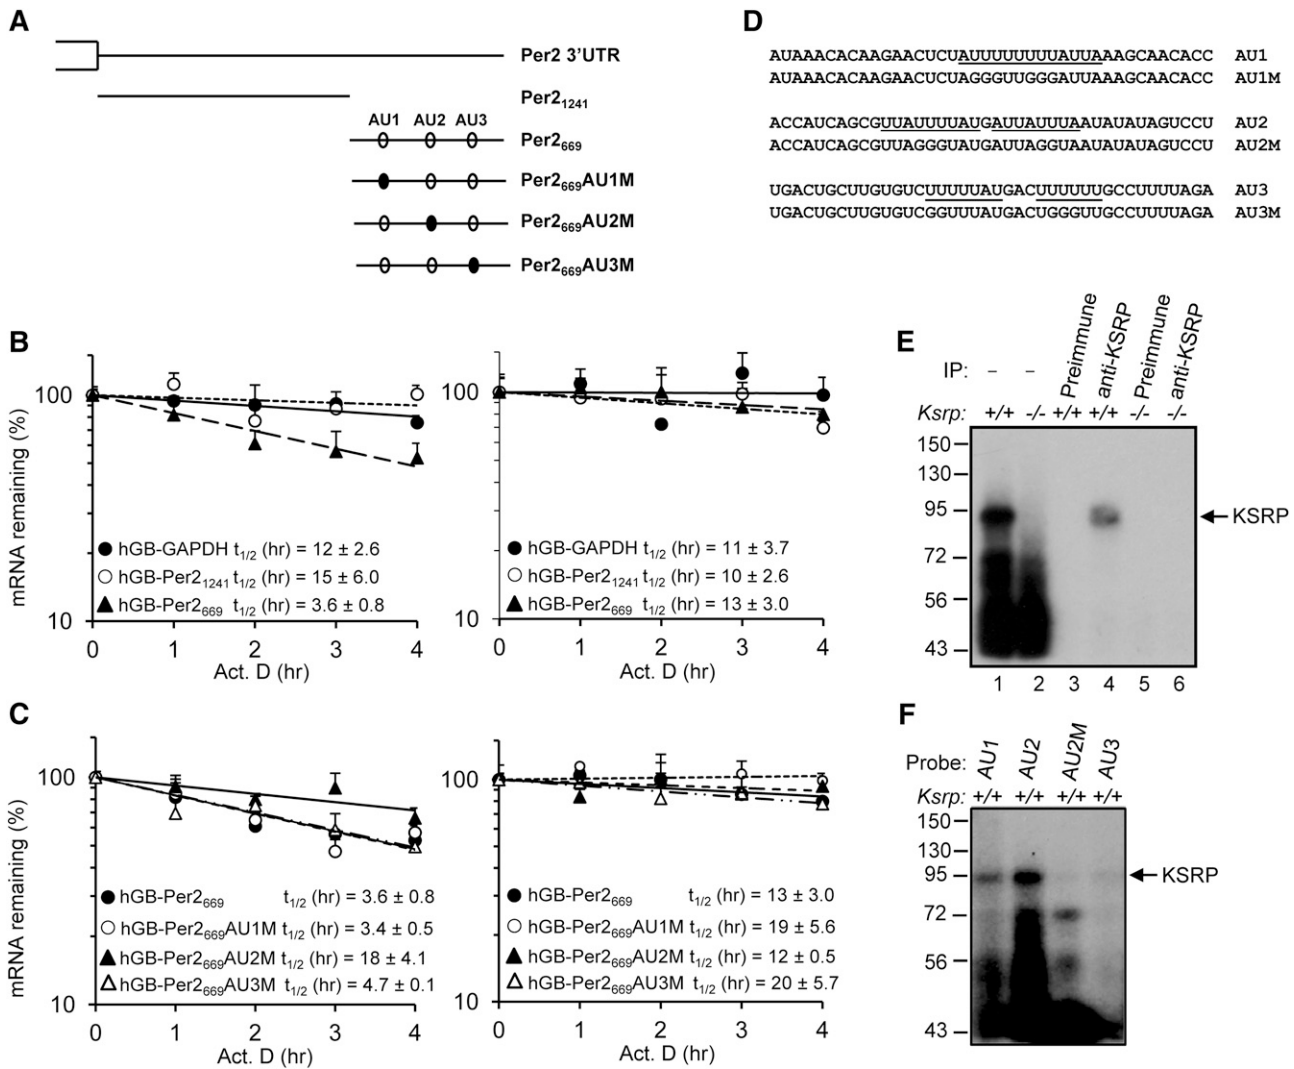 A
Per2 3'UTR
Per2₁₂₄₁
AU1 AU2 AU3
Per2₆₆₉
Per2₆₆₉AU1M
Per2₆₆₉AU2M
Per2₆₆₉AU3M
D
AUAAACACAAGAACUCUAUUUUUUUUAUUAAAGCAACACC AU1
AUAAACACAAGAACUCUAGGGUUGGGAUUAAAGCAACACC AU1M
ACCAUCAGCGUUAUUUUAUGAUUAUUUAAUAUAUAGUCCU AU2
ACCAUCAGCGUUAGGGUAUGAUUAGGUAAUAUAUAGUCCU AU2M
UGACUGCUUGUGUCUUUUUAUGACUUUUUUGCCUUUUAGA AU3
UGACUGCUUGUGUCGGUUUAUGACUGGGUUGCCUUUUAGA AU3M
B
mRNA remaining (%)
100
10
hGB-GAPDH t₁/₂ (hr) = 12 ± 2.6
hGB-Per2₁₂₄₁ t₁/₂ (hr) = 15 ± 6.0
hGB-Per2₆₆₉ t₁/₂ (hr) = 3.6 ± 0.8
0 1 2 3 4
Act. D (hr)
100
10
hGB-GAPDH t₁/₂ (hr) = 11 ± 3.7
hGB-Per2₁₂₄₁ t₁/₂ (hr) = 10 ± 2.6
hGB-Per2₆₆₉ t₁/₂ (hr) = 13 ± 3.0
0 1 2 3 4
Act. D (hr)
C
mRNA remaining (%)
100
10
hGB-Per2₆₆₉ t₁/₂ (hr) = 3.6 ± 0.8
hGB-Per2₆₆₉AU1M t₁/₂ (hr) = 3.4 ± 0.5
hGB-Per2₆₆₉AU2M t₁/₂ (hr) = 18 ± 4.1
hGB-Per2₆₆₉AU3M t₁/₂ (hr) = 4.7 ± 0.1
0 1 2 3 4
Act. D (hr)
100
10
hGB-Per2₆₆₉ t₁/₂ (hr) = 13 ± 3.0
hGB-Per2₆₆₉AU1M t₁/₂ (hr) = 19 ± 5.6
hGB-Per2₆₆₉AU2M t₁/₂ (hr) = 12 ± 0.5
hGB-Per2₆₆₉AU3M t₁/₂ (hr) = 20 ± 5.7
0 1 2 3 4
Act. D (hr)
E
IP: – – Preimmune anti-KSRP Preimmune anti-KSRP
Ksrp: +/+ -/- +/+ +/+ -/- -/-
150
130
95
72
56
43
KSRP
1 2 3 4 5 6
F
Probe: AU1 AU2 AU2M AU3
Ksrp: +/+ +/+ +/+ +/+
150
130
95
72
56
43
KSRP